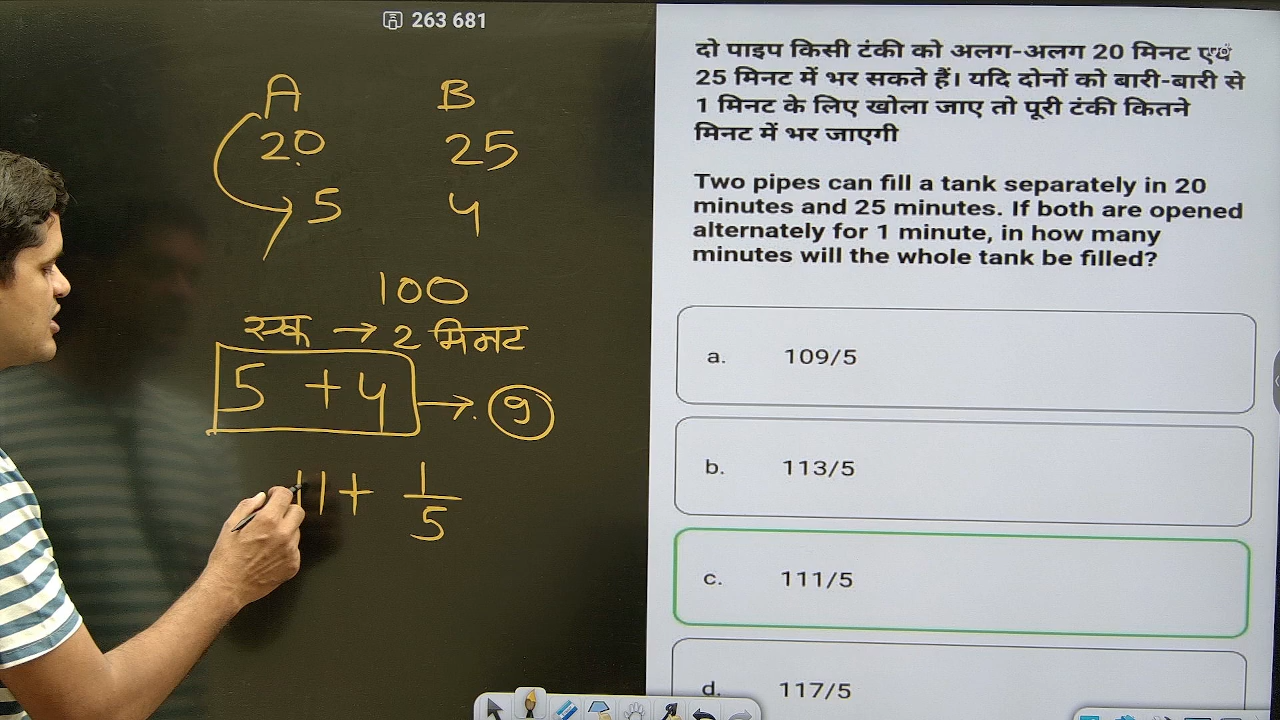 263 681
A B
20 25
5 4
100
एक → 2 मिनट
5 + 4 → 9
11 + 1/5
दो पाइप किसी टंकी को अलग-अलग 20 मिनट एवं
25 मिनट में भर सकते हैं। यदि दोनों को बारी-बारी से
1 मिनट के लिए खोला जाए तो पूरी टंकी कितने
मिनट में भर जाएगी
Two pipes can fill a tank separately in 20
minutes and 25 minutes. If both are opened
alternately for 1 minute, in how many
minutes will the whole tank be filled?
a. 109/5
b. 113/5
c. 111/5
d. 117/5